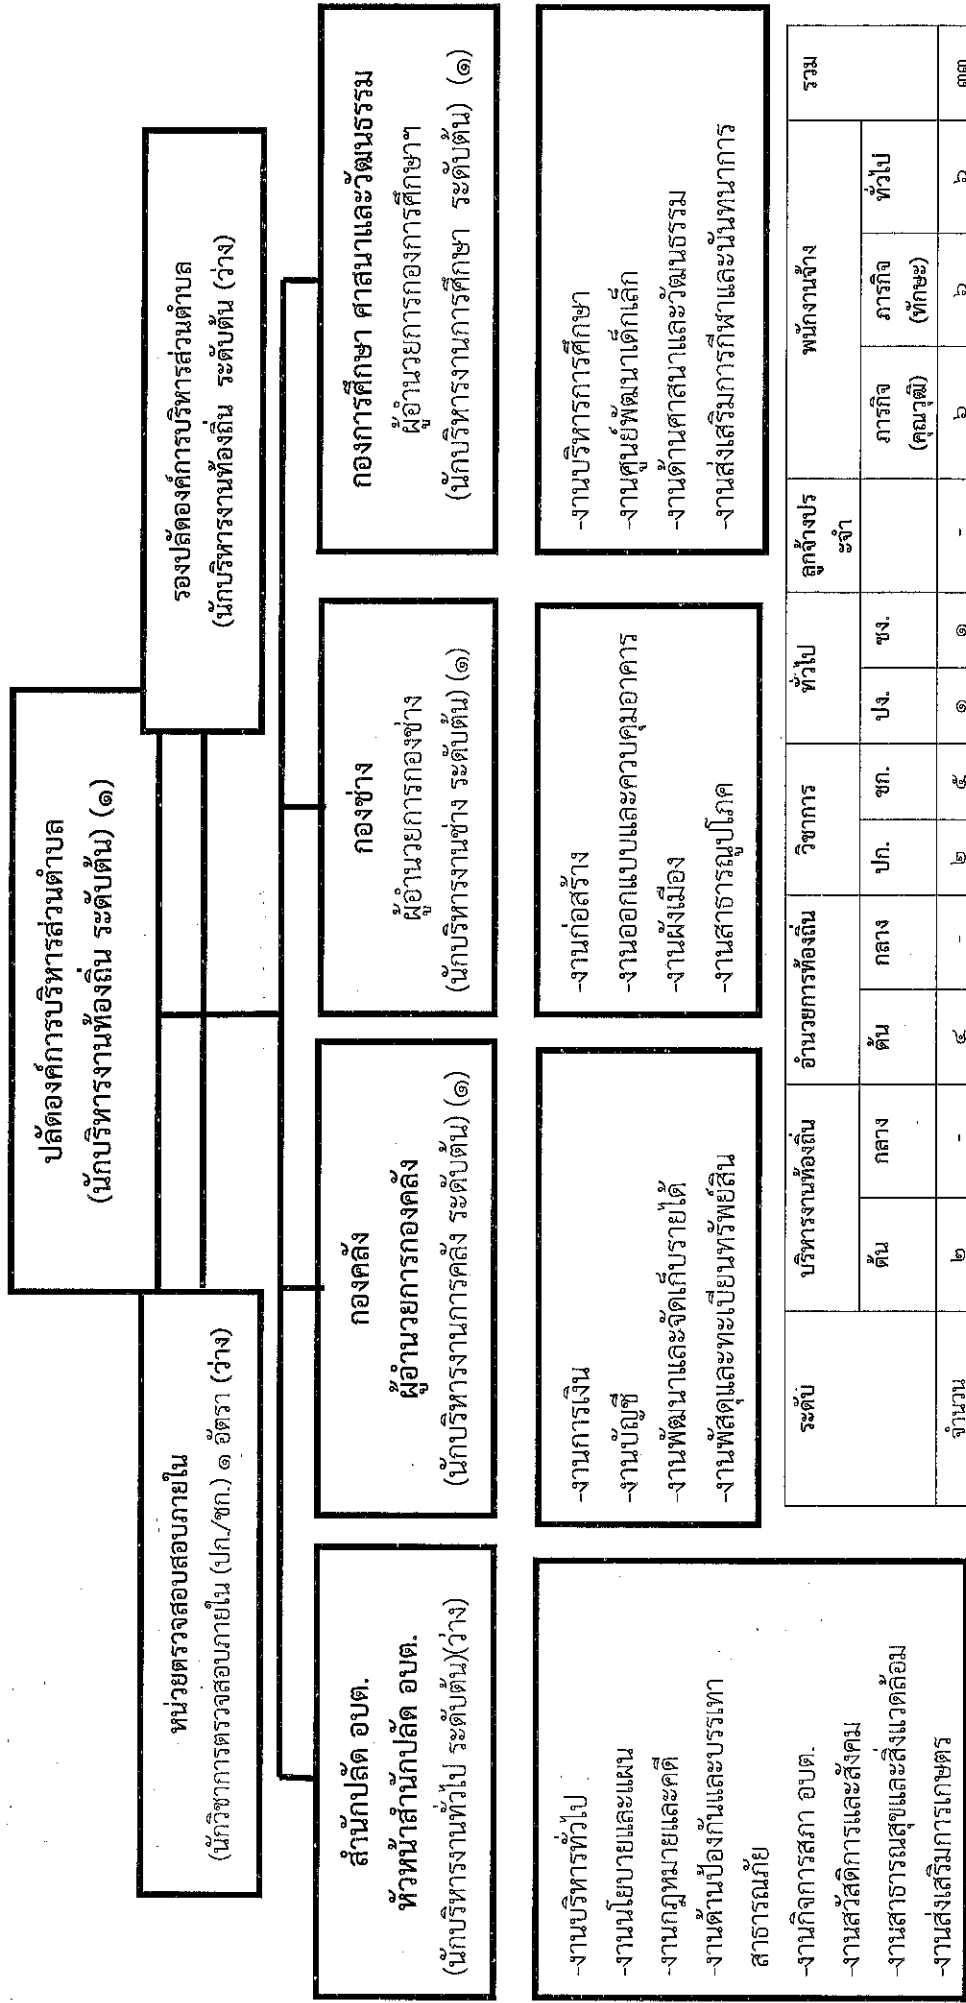 ปลัดองค์การบริหารส่วนตำบล
(นักบริหารงานท้องถิ่น ระดับต้น) (๑)
หน่วยตรวจสอบสอบภายใน
(นักวิชาการตรวจสอบภายใน (ปก./ชก.) ๑ อัตรา (ว่าง)
รองปลัดองค์การบริหารส่วนตำบล
(นักบริหารงานท้องถิ่น ระดับต้น (ว่าง)
สำนักปลัด อบต.
หัวหน้าสำนักปลัด อบต.
(นักบริหารงานทั่วไป ระดับต้น)(ว่าง)
กองคลัง
ผู้อำนวยการกองคลัง
(นักบริหารงานการคลัง ระดับต้น) (๑)
กองช่าง
ผู้อำนวยการกองช่าง
(นักบริหารงานช่าง ระดับต้น) (๑)
กองการศึกษา ศาสนาและวัฒนธรรม
ผู้อำนวยการกองการศึกษาฯ
(นักบริหารงานการศึกษา ระดับต้น) (๑)
-งานบริหารทั่วไป
-งานนโยบายและแผน
-งานกฎหมายและคดี
-งานด้านป้องกันและบรรเทา
สาธารณภัย
-งานกิจการสภา อบต.
-งานสวัสดิการและสังคม
-งานสาธารณสุขและสิ่งแวดล้อม
-งานส่งเสริมการเกษตร
-งานการเงิน
-งานบัญชี
-งานพัฒนาและจัดเก็บรายได้
-งานพัสดุและทะเบียนทรัพย์สิน
-งานก่อสร้าง
-งานออกแบบและควบคุมอาคาร
-งานผังเมือง
-งานสาธารณูปโภค
-งานบริหารการศึกษา
-งานศูนย์พัฒนาเด็กเล็ก
-งานด้านศาสนาและวัฒนธรรม
-งานส่งเสริมการกีฬาและนันทนาการ
ระดับ บริหารงานท้องถิ่น อำนวยการท้องถิ่น วิชาการ ทั่วไป ลูกจ้างปร พนักงานจ้าง รวม
ะจำ
ต้น กลาง ต้น กลาง ปก. ชก. ปง. ชง. ภารกิจ ภารกิจ ทั่วไป
(คุณวุฒิ) (ทักษะ)
จำนวน ๒ - ๔ - ๒ ๕ ๑ ๑ - ๖ ๖ ๖ ๓๓